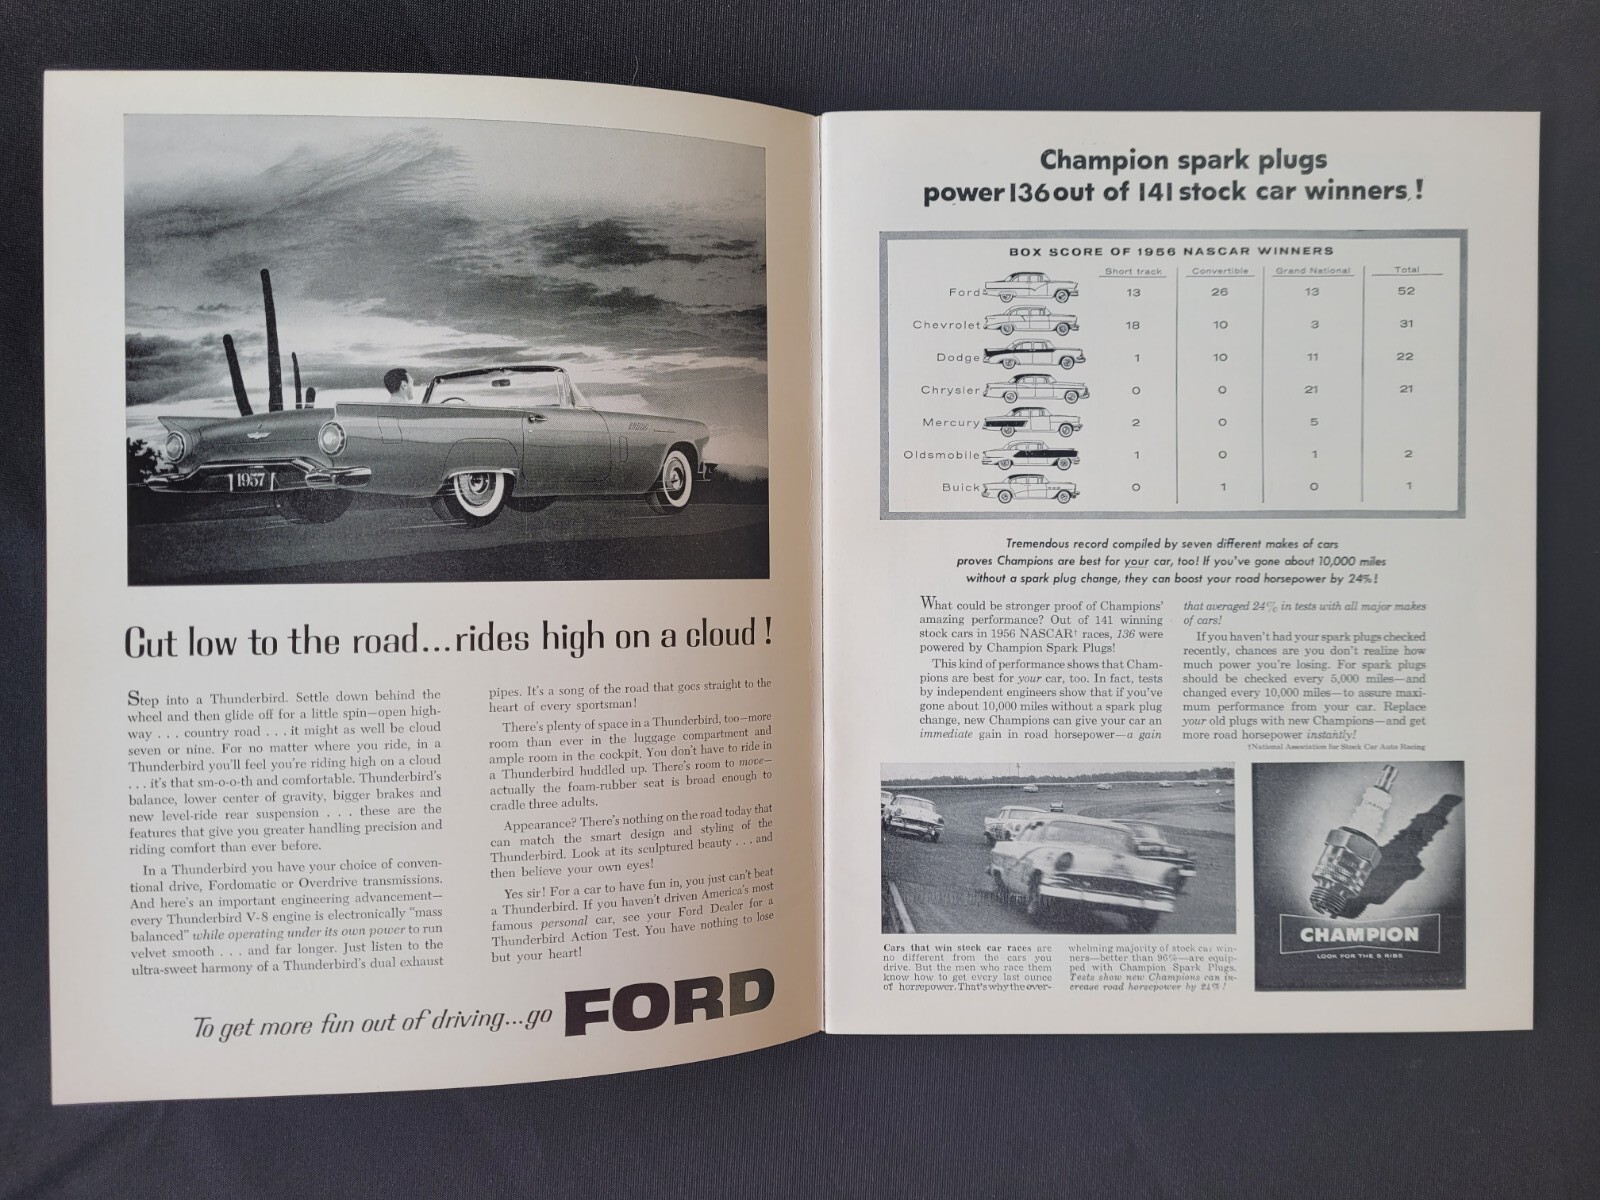 1957
Cut low to the road...rides high on a cloud!
Step into a Thunderbird. Settle down behind the
wheel and then glide off for a little spin—open high-
way . . . country road . . . it might as well be cloud
seven or nine. For no matter where you ride, in a
Thunderbird you'll feel you're riding high on a cloud
. . . it's that sm-o-o-th and comfortable. Thunderbird's
balance, lower center of gravity, bigger brakes and
new level-ride rear suspension . . . these are the
features that give you greater handling precision and
riding comfort than ever before.
In a Thunderbird you have your choice of conven-
tional drive, Fordomatic or Overdrive transmissions.
And here's an important engineering advancement—
every Thunderbird V-8 engine is electronically "mass
balanced" while operating under its own power to run
velvet smooth . . . and far longer. Just listen to the
ultra-sweet harmony of a Thunderbird's dual exhaust
pipes. It's a song of the road that goes straight to the
heart of every sportsman!
There's plenty of space in a Thunderbird, too—more
room than ever in the luggage compartment and
ample room in the cockpit. You don't have to ride in
a Thunderbird huddled up. There's room to move—
actually the foam-rubber seat is broad enough to
cradle three adults.
Appearance? There's nothing on the road today that
can match the smart design and styling of the
Thunderbird. Look at its sculptured beauty . . . and
then believe your own eyes!
Yes sir! For a car to have fun in, you just can't beat
a Thunderbird. If you haven't driven America's most
famous personal car, see your Ford Dealer for a
Thunderbird Action Test. You have nothing to lose
but your heart!
To get more fun out of driving...go FORD
Champion spark plugs
power 136 out of 141 stock car winners!
BOX SCORE OF 1956 NASCAR WINNERS
Short track Convertible Grand National Total
Ford 13 26 13 52
Chevrolet 18 10 3 31
Dodge 1 10 11 22
Chrysler 0 0 21 21
Mercury 2 0 5
Oldsmobile 1 0 1 2
Buick 0 1 0 1
Tremendous record compiled by seven different makes of cars
proves Champions are best for your car, too! If you've gone about 10,000 miles
without a spark plug change, they can boost your road horsepower by 24%!
What could be stronger proof of Champions'
amazing performance? Out of 141 winning
stock cars in 1956 NASCAR† races, 136 were
powered by Champion Spark Plugs!
This kind of performance shows that Cham-
pions are best for your car, too. In fact, tests
by independent engineers show that if you've
gone about 10,000 miles without a spark plug
change, new Champions can give your car an
immediate gain in road horsepower—a gain
that averaged 24% in tests with all major makes
of cars!
If you haven't had your spark plugs checked
recently, chances are you don't realize how
much power you're losing. For spark plugs
should be checked every 5,000 miles—and
changed every 10,000 miles—to assure maxi-
mum performance from your car. Replace
your old plugs with new Champions—and get
more road horsepower instantly!
†National Association for Stock Car Auto Racing
Cars that win stock car races are
no different from the cars you
drive. But the men who race them
know how to get every last ounce
of horsepower. That's why the over-
whelming majority of stock car win-
ners—better than 96%—are equip-
ped with Champion Spark Plugs.
Tests show new Champions can in-
crease road horsepower by 24%!
CHAMPION
LOOK FOR THE 5 RIBS